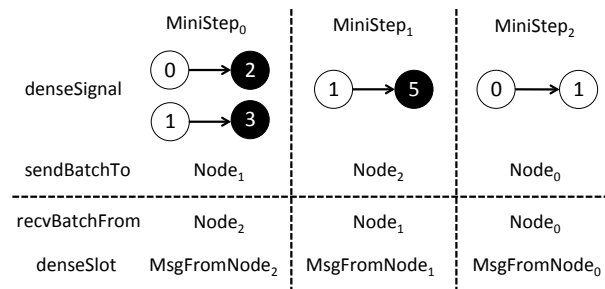 MiniStep0 MiniStep1 MiniStep2
denseSignal
0 2 1 5 0 1
1 3
sendBatchTo Node1 Node2 Node0
recvBatchFrom Node2 Node1 Node0
denseSlot MsgFromNode2 MsgFromNode1 MsgFromNode0